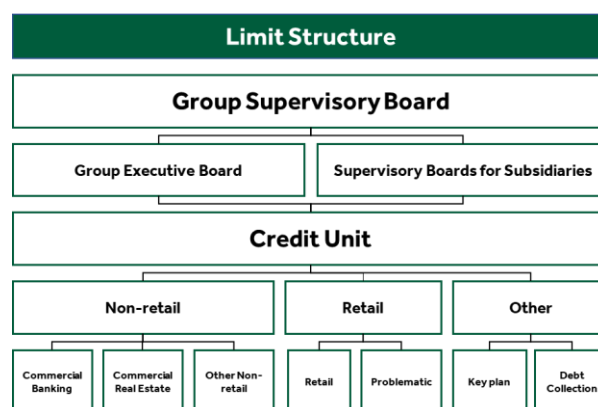 Limit Structure
Group Supervisory Board
Group Executive Board
Supervisory Boards for Subsidiaries
Credit Unit
Non-retail
Retail
Other
Commercial
Banking
Commercial
Real Estate
Other Non-
retail
Retail
Problematic
Key plan
Debt
Collection